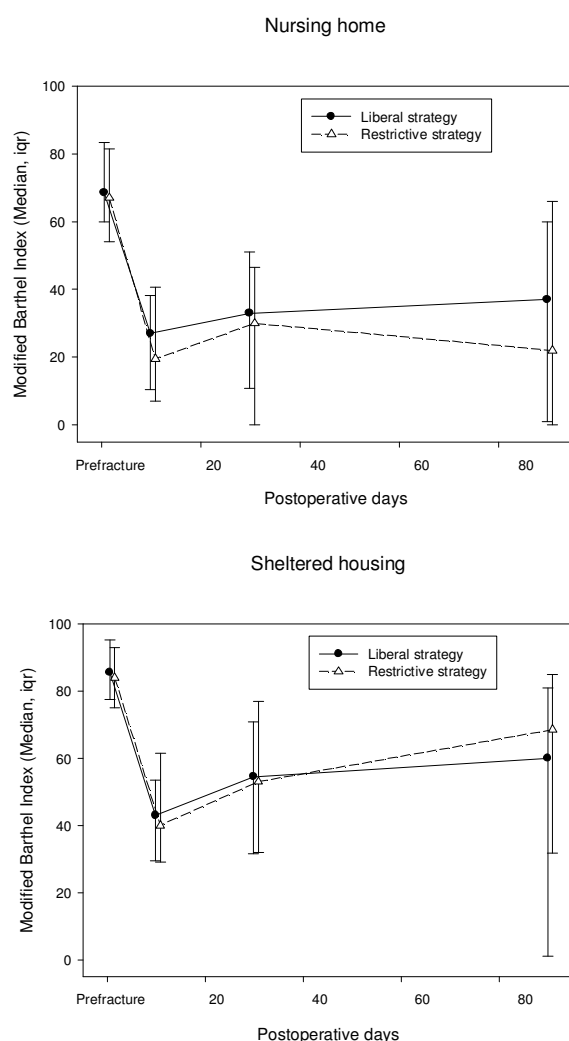 Nursing home
Modified Barthel Index (Median, iqr)
100
80
60
40
20
0
Liberal strategy
Restrictive strategy
Prefracture 20 40 60 80
Postoperative days
Sheltered housing
Modified Barthel Index (Median, iqr)
100
80
60
40
20
0
Liberal strategy
Restrictive strategy
Prefracture 20 40 60 80
Postoperative days